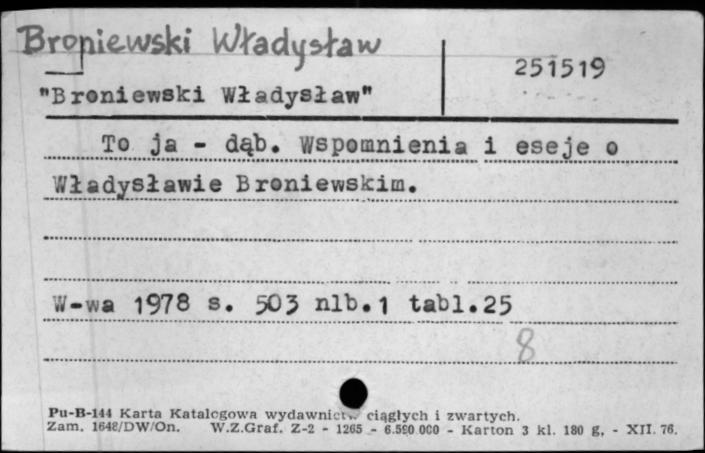 Broniewski Władysław
251519
"Broniewski Władysław"
To ja - dąb. Wspomnienia i eseje o
Władysławie Broniewskim.
W-wa 1978 s. 503 nlb.1 tabl.25
8
Pu-B-144 Karta Katalogowa wydawnictw ciągłych i zwartych.
Zam. 1648/DW/On. W.Z.Graf. Z-2 - 1265 - 6.590.000 - Karton 3 kl. 180 g, - XII. 76.